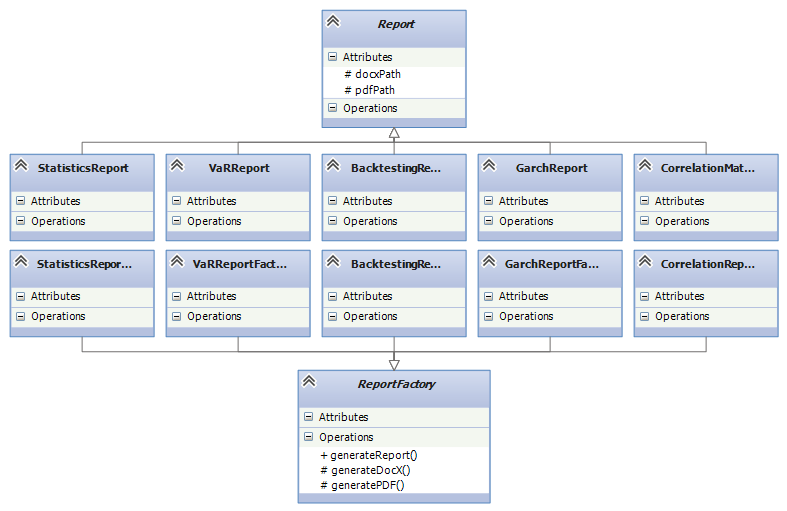 Report
Attributes
# docxPath
# pdfPath
Operations
StatisticsReport
Attributes
Operations
VaRReport
Attributes
Operations
BacktestingRe...
Attributes
Operations
GarchReport
Attributes
Operations
CorrelationMat...
Attributes
Operations
StatisticsRepor...
Attributes
Operations
VaRReportFact...
Attributes
Operations
BacktestingRe...
Attributes
Operations
GarchReportFa...
Attributes
Operations
CorrelationRep...
Attributes
Operations
ReportFactory
Attributes
Operations
+ generateReport()
# generateDocX()
# generatePDF()